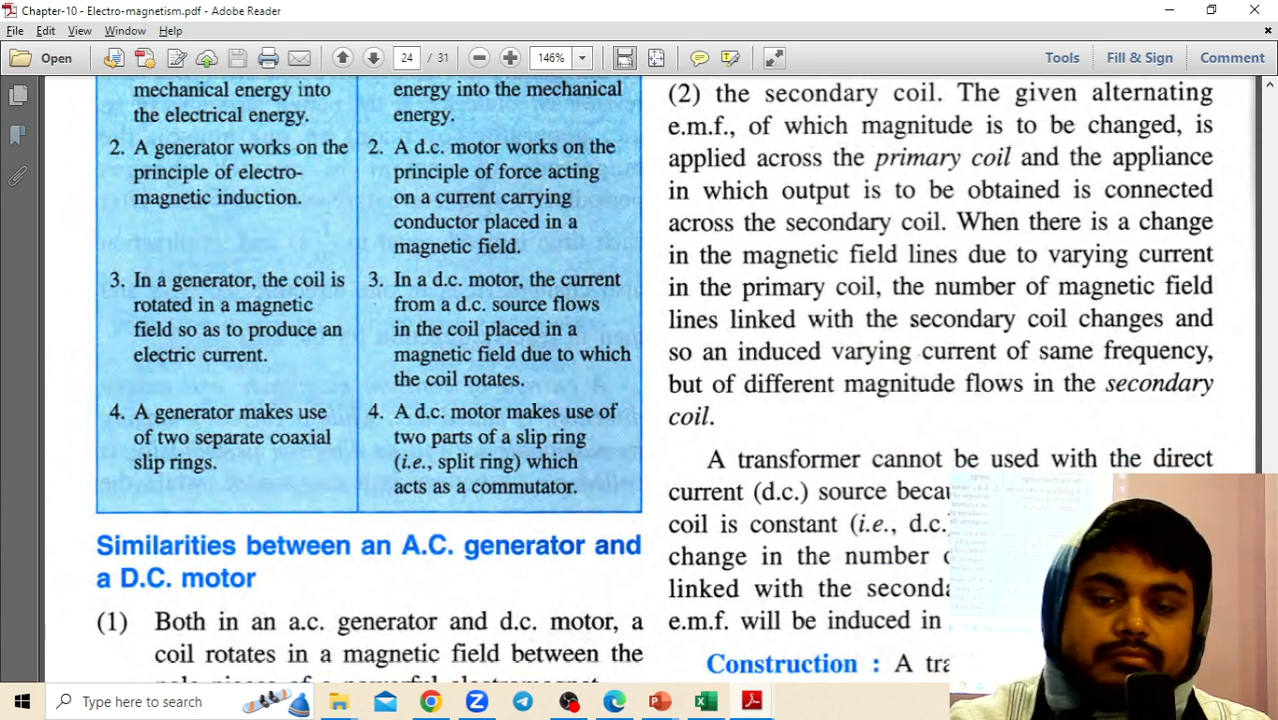 Chapter-10 - Electro-magnetism.pdf - Adobe Reader
File Edit View Window Help
Open 24 / 31 146% Tools Fill & Sign Comment
mechanical energy into
the electrical energy.
2. A generator works on the
principle of electro-
magnetic induction.
3. In a generator, the coil is
rotated in a magnetic
field so as to produce an
electric current.
4. A generator makes use
of two separate coaxial
slip rings.
energy into the mechanical
energy.
2. A d.c. motor works on the
principle of force acting
on a current carrying
conductor placed in a
magnetic field.
3. In a d.c. motor, the current
from a d.c. source flows
in the coil placed in a
magnetic field due to which
the coil rotates.
4. A d.c. motor makes use of
two parts of a slip ring
(i.e., split ring) which
acts as a commutator.
Similarities between an A.C. generator and
a D.C. motor
(1) Both in an a.c. generator and d.c. motor, a
coil rotates in a magnetic field between the
(2) the secondary coil. The given alternating
e.m.f., of which magnitude is to be changed, is
applied across the primary coil and the appliance
in which output is to be obtained is connected
across the secondary coil. When there is a change
in the magnetic field lines due to varying current
in the primary coil, the number of magnetic field
lines linked with the secondary coil changes and
so an induced varying current of same frequency,
but of different magnitude flows in the secondary
coil.
A transformer cannot be used with the direct
current (d.c.) source becau
coil is constant (i.e., d.c.
change in the number
linked with the seconda
e.m.f. will be induced in
Construction : A tra
Type here to search